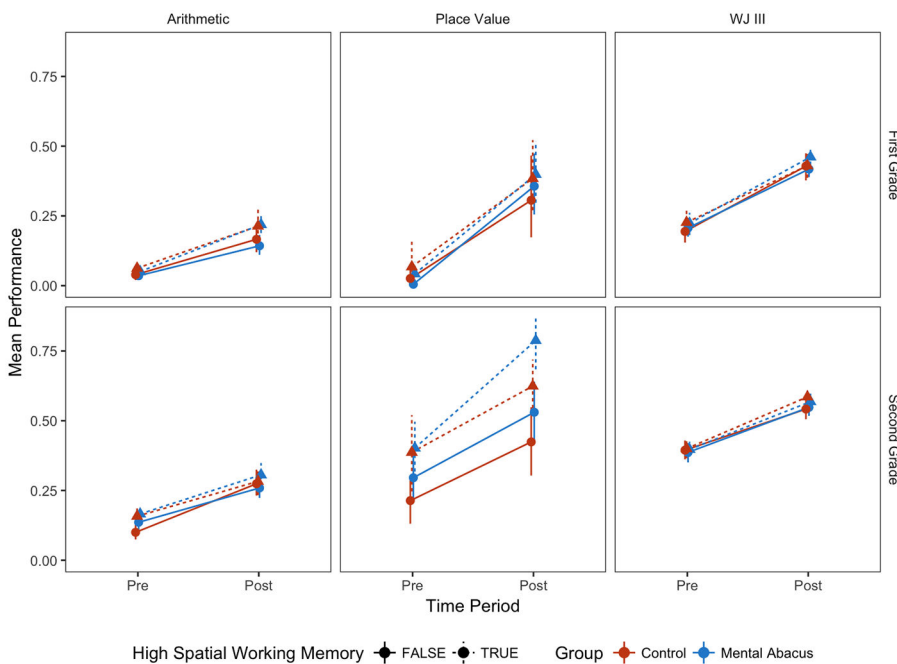 Arithmetic Place Value WJ III
0.75
0.50
0.25
0.00
First Grade
Mean Performance
0.75
0.50
0.25
0.00
Second Grade
Pre Post Pre Post Pre Post
Time Period
High Spatial Working Memory FALSE TRUE Group Control Mental Abacus